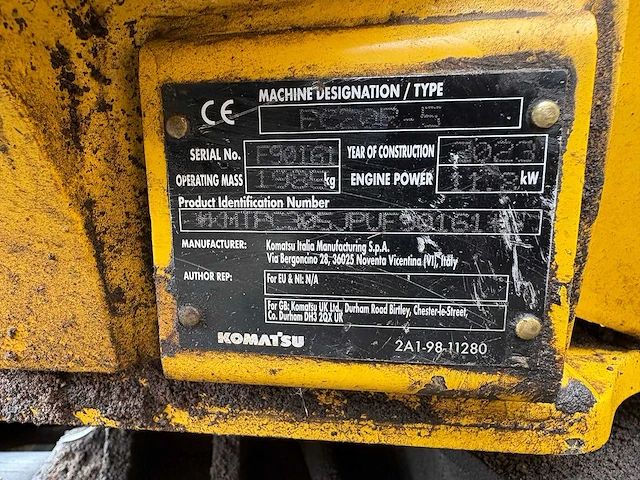 CE
MACHINE DESIGNATION / TYPE
SERIAL No.
F90161
YEAR OF CONSTRUCTION
2023
OPERATING MASS
kg
ENGINE POWER
kW
Product Identification Number
MANUFACTURER:
Komatsu Italia Manufacturing S.p.A.
Via Bergoncino 28, 36025 Noventa Vicentina (VI), Italy
AUTHOR REP:
For EU & NI: N/A
For GB: Komatsu UK Ltd., Durham Road Birtley, Chester-le-Street,
Co. Durham DH3 2QX UK
KOMATSU
2A1-98-11280